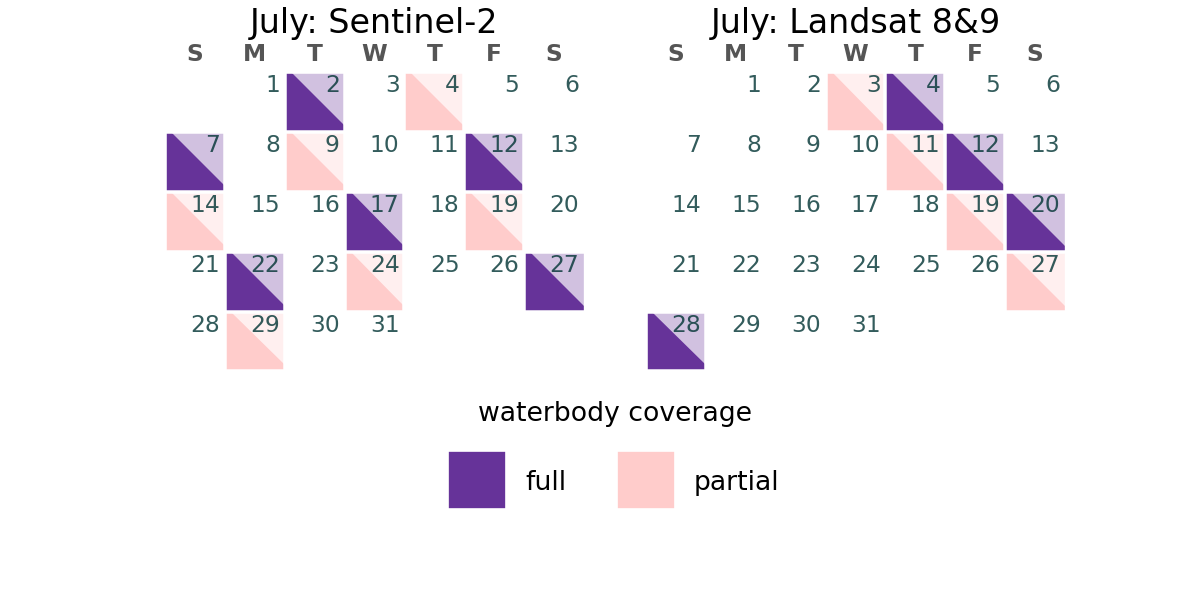 July: Sentinel-2
S M T W T F S
1 2 3 4 5 6
7 8 9 10 11 12 13
14 15 16 17 18 19 20
21 22 23 24 25 26 27
28 29 30 31
July: Landsat 8&9
S M T W T F S
1 2 3 4 5 6
7 8 9 10 11 12 13
14 15 16 17 18 19 20
21 22 23 24 25 26 27
28 29 30 31
waterbody coverage
full partial